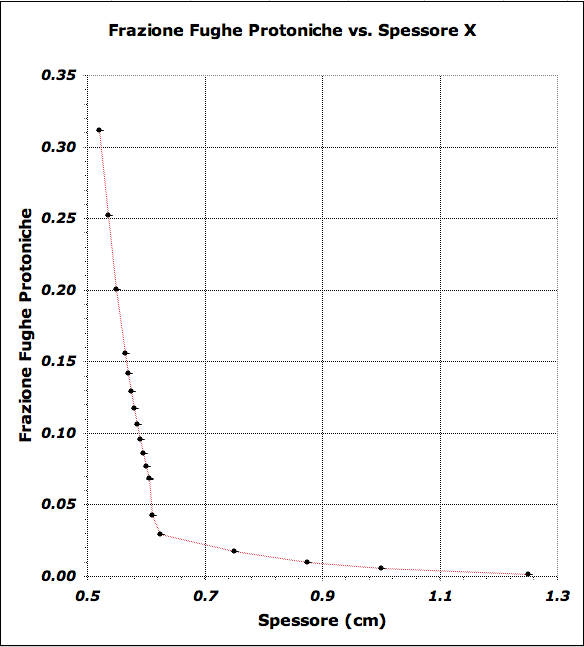 Frazione Fughe Protoniche vs. Spessore X
0.35
0.30
0.25
0.20
0.15
0.10
0.05
0.00
Frazione Fughe Protoniche
0.5 0.7 0.9 1.1 1.3
Spessore (cm)